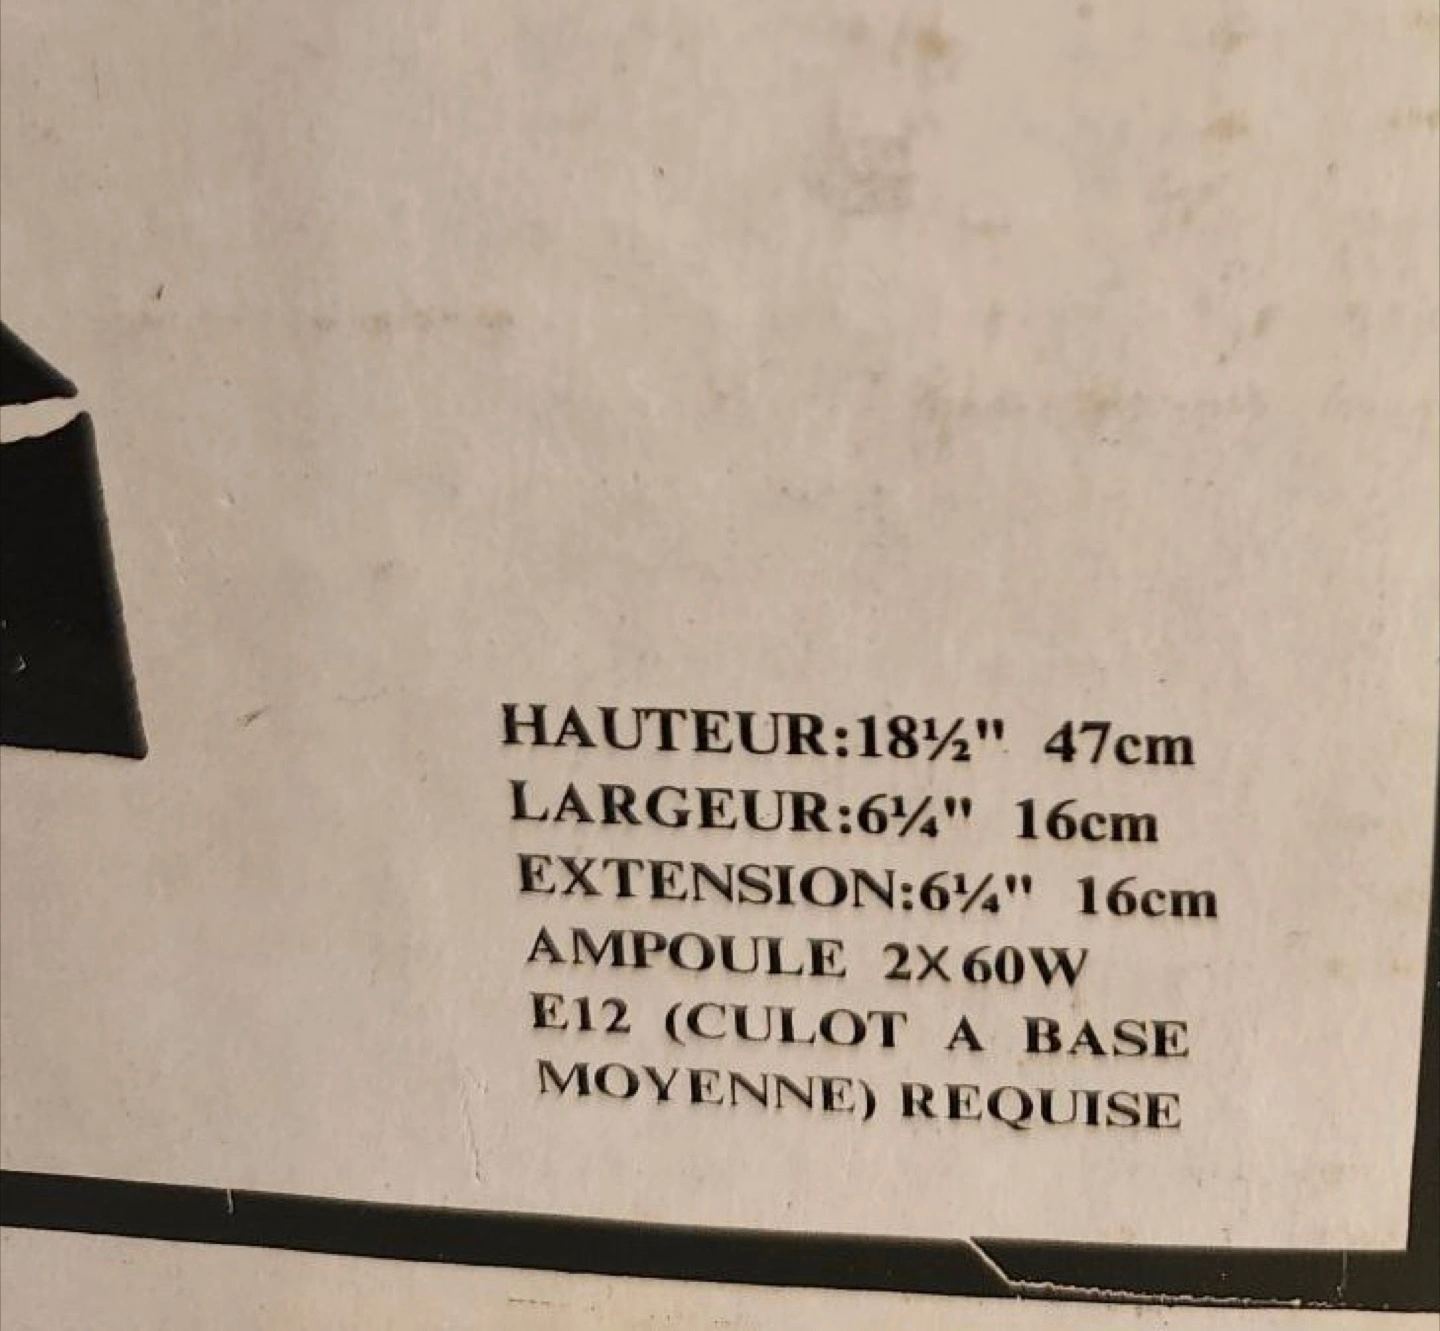 HAUTEUR:18½" 47cm
LARGEUR:6¼" 16cm
EXTENSION:6¼" 16cm
AMPOULE 2X60W
E12 (CULOT A BASE
MOYENNE) REQUISE